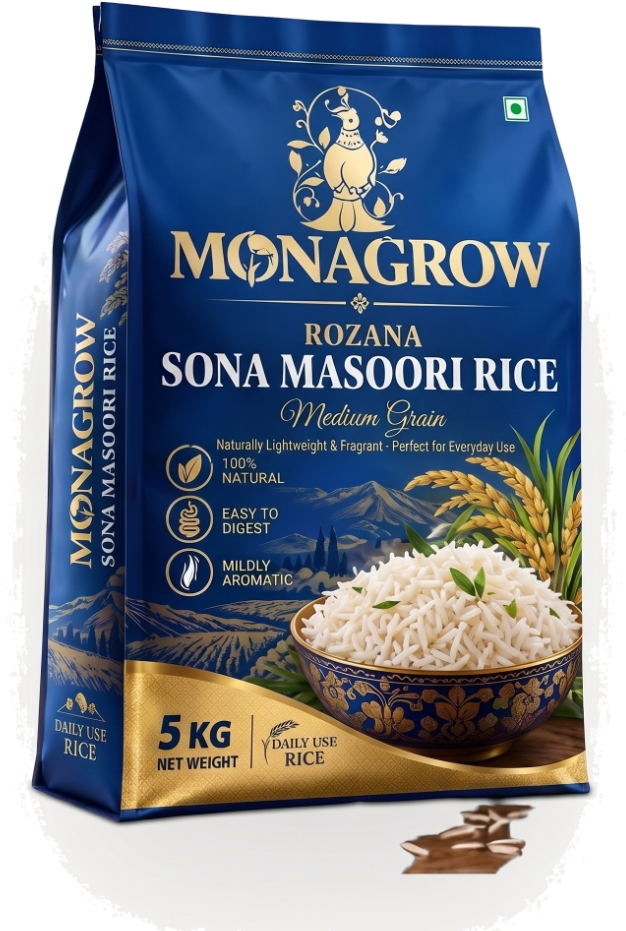 MONAGROW
ROZANA
SONA MASOORI RICE
Medium Grain
Naturally Lightweight & Fragrant - Perfect for Everyday Use
100%
NATURAL
EASY TO
DIGEST
MILDLY
AROMATIC
5 KG
NET WEIGHT
DAILY USE
RICE
MONAGROW
SONA MASOORI RICE
DAILY USE
RICE